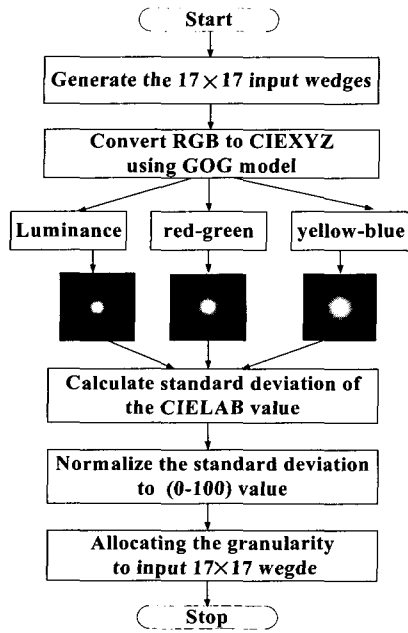 Start
Generate the 17×17 input wedges
Convert RGB to CIEXYZ
using GOG model
Luminance
red-green
yellow-blue
Calculate standard deviation of
the CIELAB value
Normalize the standard deviation
to (0-100) value
Allocating the granularity
to input 17×17 wegde
Stop